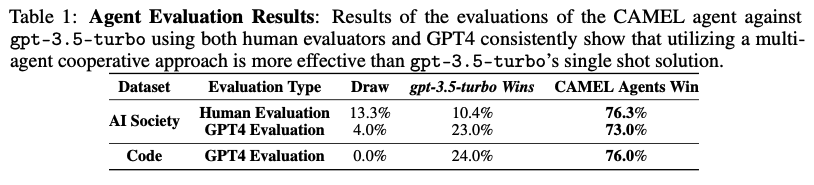 Table 1: Agent Evaluation Results: Results of the evaluations of the CAMEL agent against
gpt-3.5-turbo using both human evaluators and GPT4 consistently show that utilizing a multi-
agent cooperative approach is more effective than gpt-3.5-turbo's single shot solution.
Dataset Evaluation Type Draw gpt-3.5-turbo Wins CAMEL Agents Win
AI Society Human Evaluation 13.3% 10.4% 76.3%
GPT4 Evaluation 4.0% 23.0% 73.0%
Code GPT4 Evaluation 0.0% 24.0% 76.0%